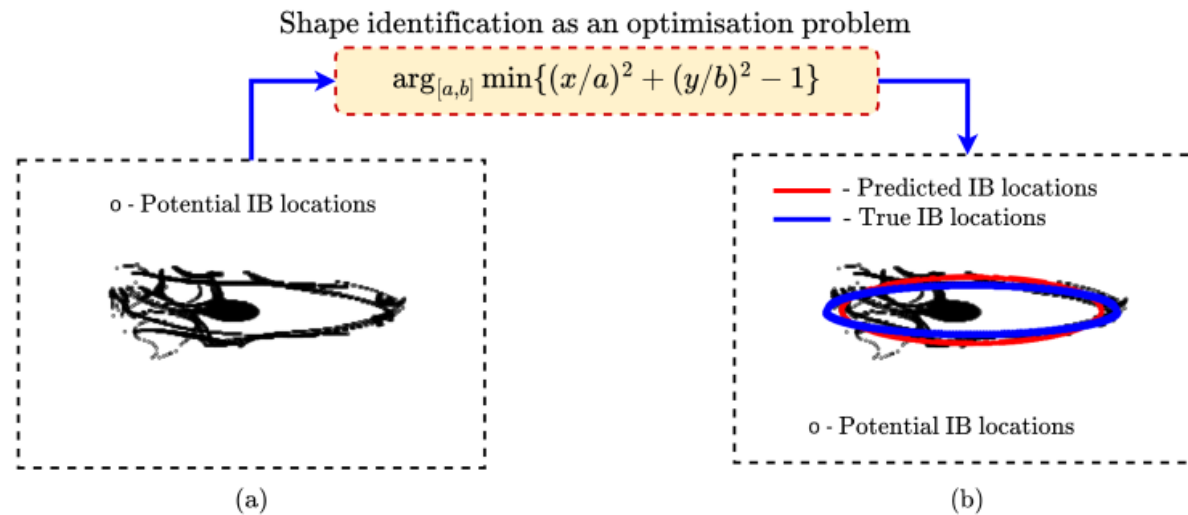 Shape identification as an optimisation problem
arg_{[a,b]} min{(x/a)² + (y/b)² − 1}
o - Potential IB locations
- Predicted IB locations
- True IB locations
o - Potential IB locations
(a)
(b)